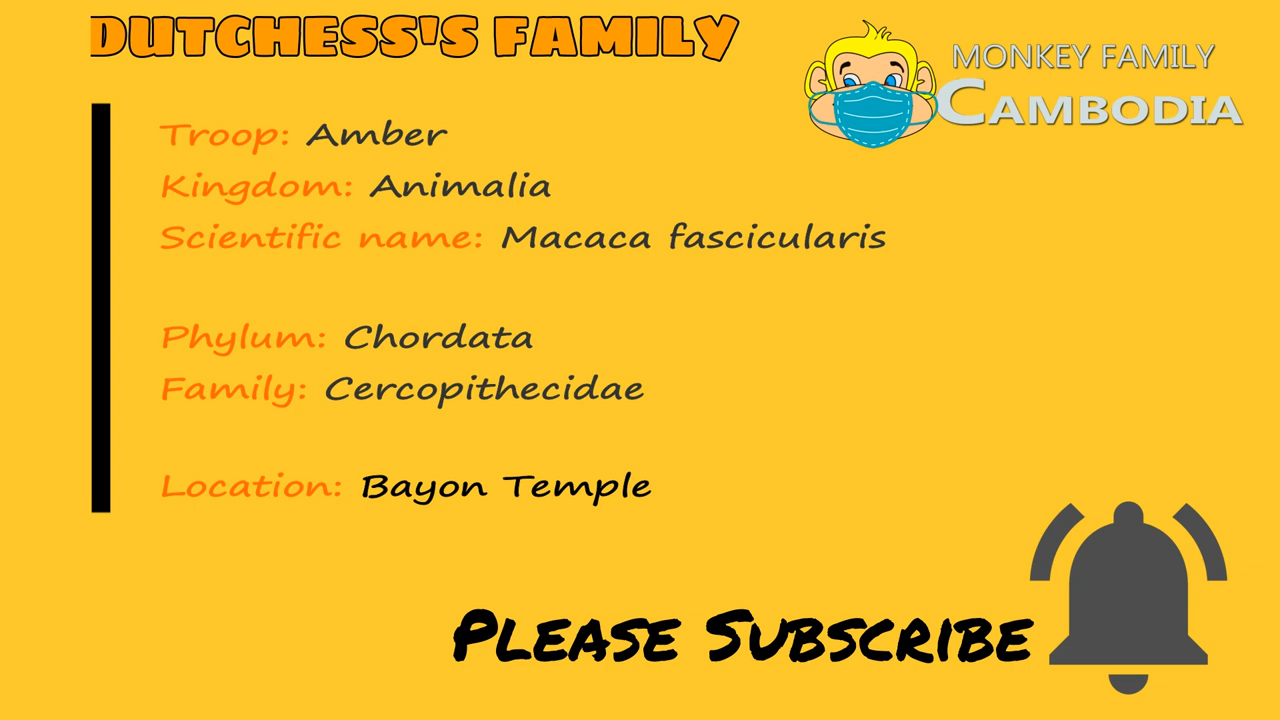 DUTCHESS'S FAMILY
MONKEY FAMILY
CAMBODIA
Troop: Amber
Kingdom: Animalia
Scientific name: Macaca fascicularis
Phylum: Chordata
Family: Cercopithecidae
Location: Bayon Temple
PLEASE SUBSCRIBE